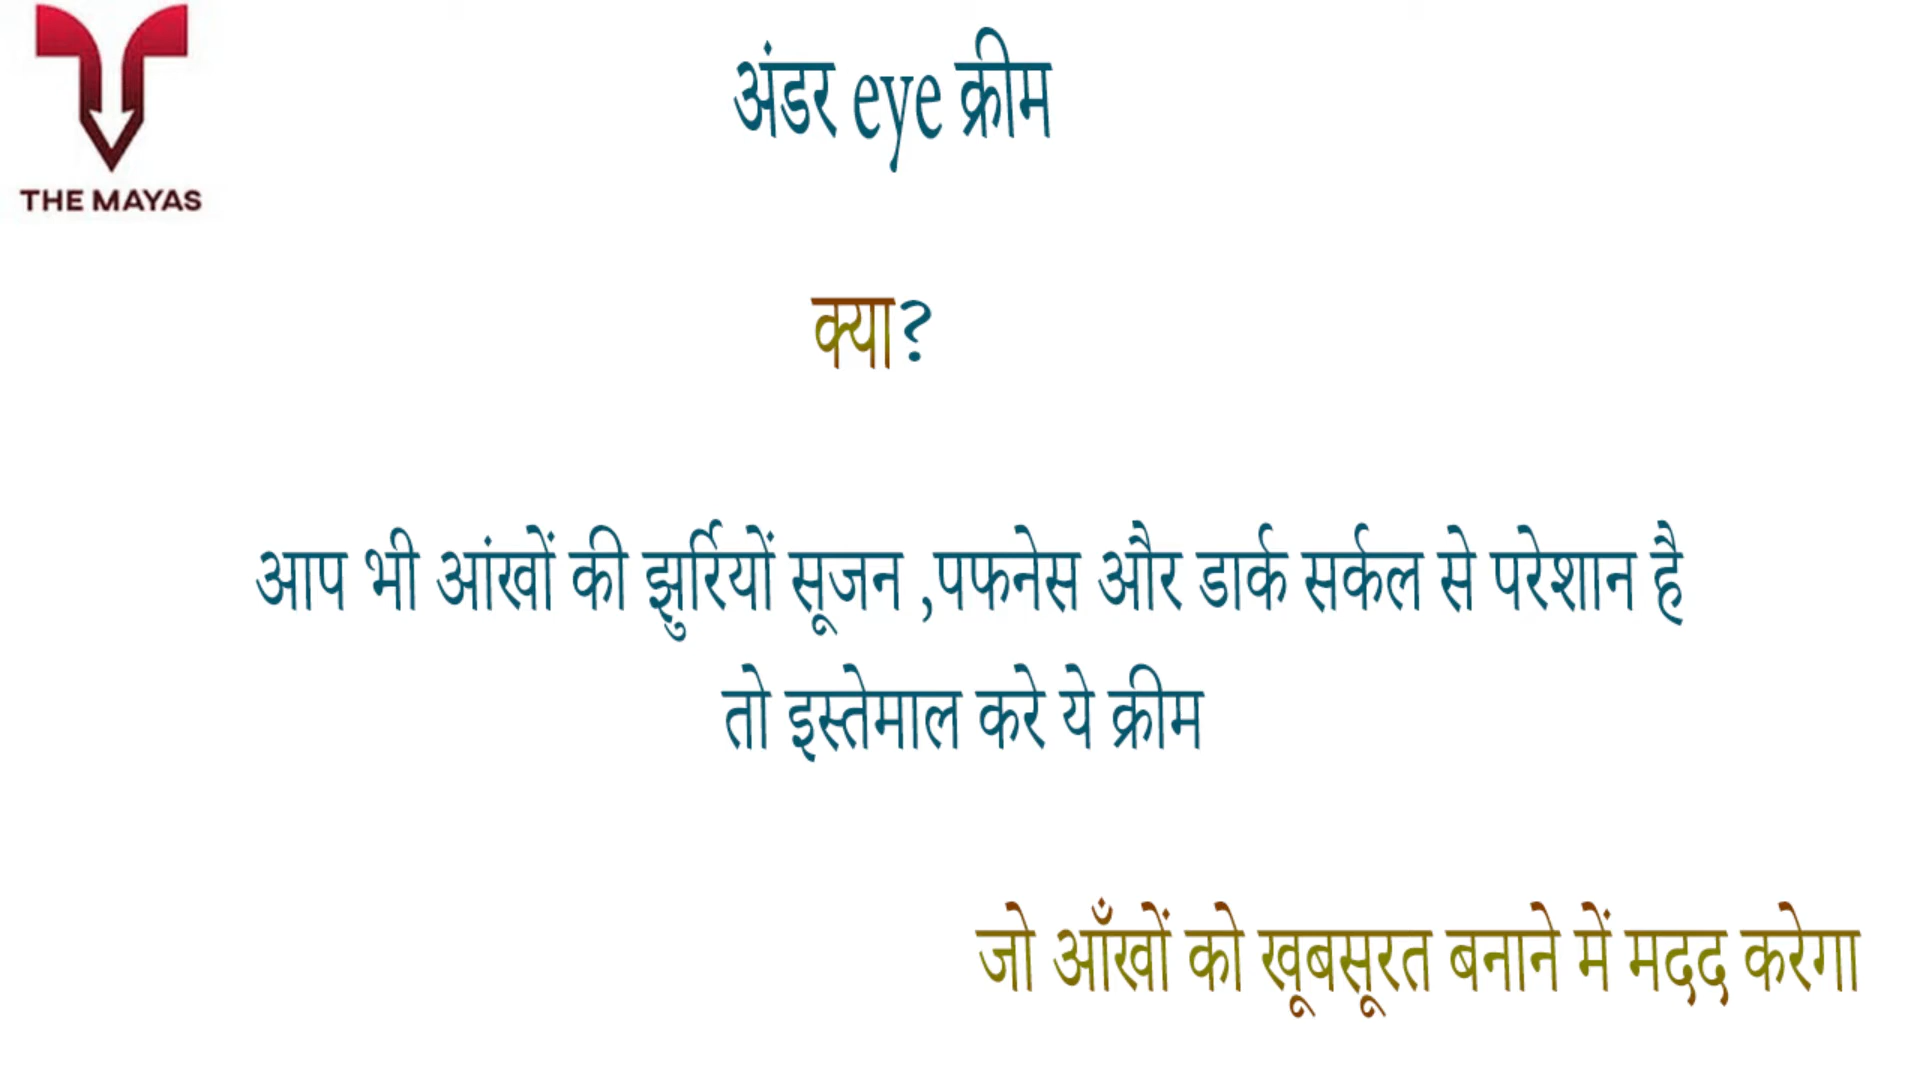 THE MAYAS
अंडर eye क्रीम
क्या?
आप भी आंखों की झुर्रियों सूजन ,पफनेस और डार्क सर्कल से परेशान है
तो इस्तेमाल करे ये क्रीम
जो आँखों को खूबसूरत बनाने में मदद करेगा